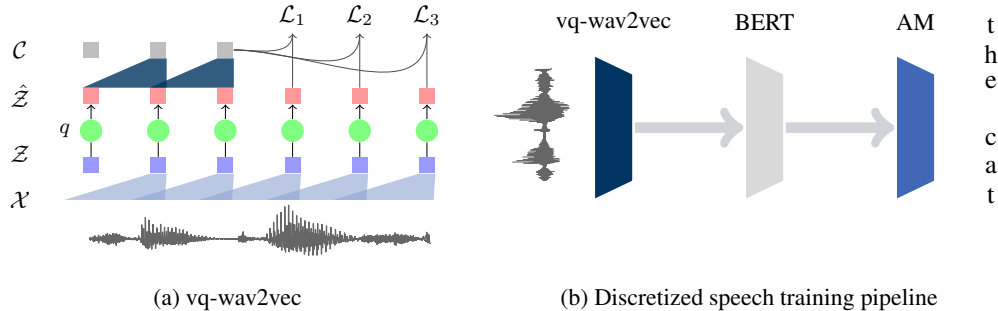 ℒ₁ ℒ₂ ℒ₃
𝒞
𝒵̂
q
𝒵
𝒳
(a) vq-wav2vec
vq-wav2vec BERT AM
t
h
e
c
a
t
(b) Discretized speech training pipeline